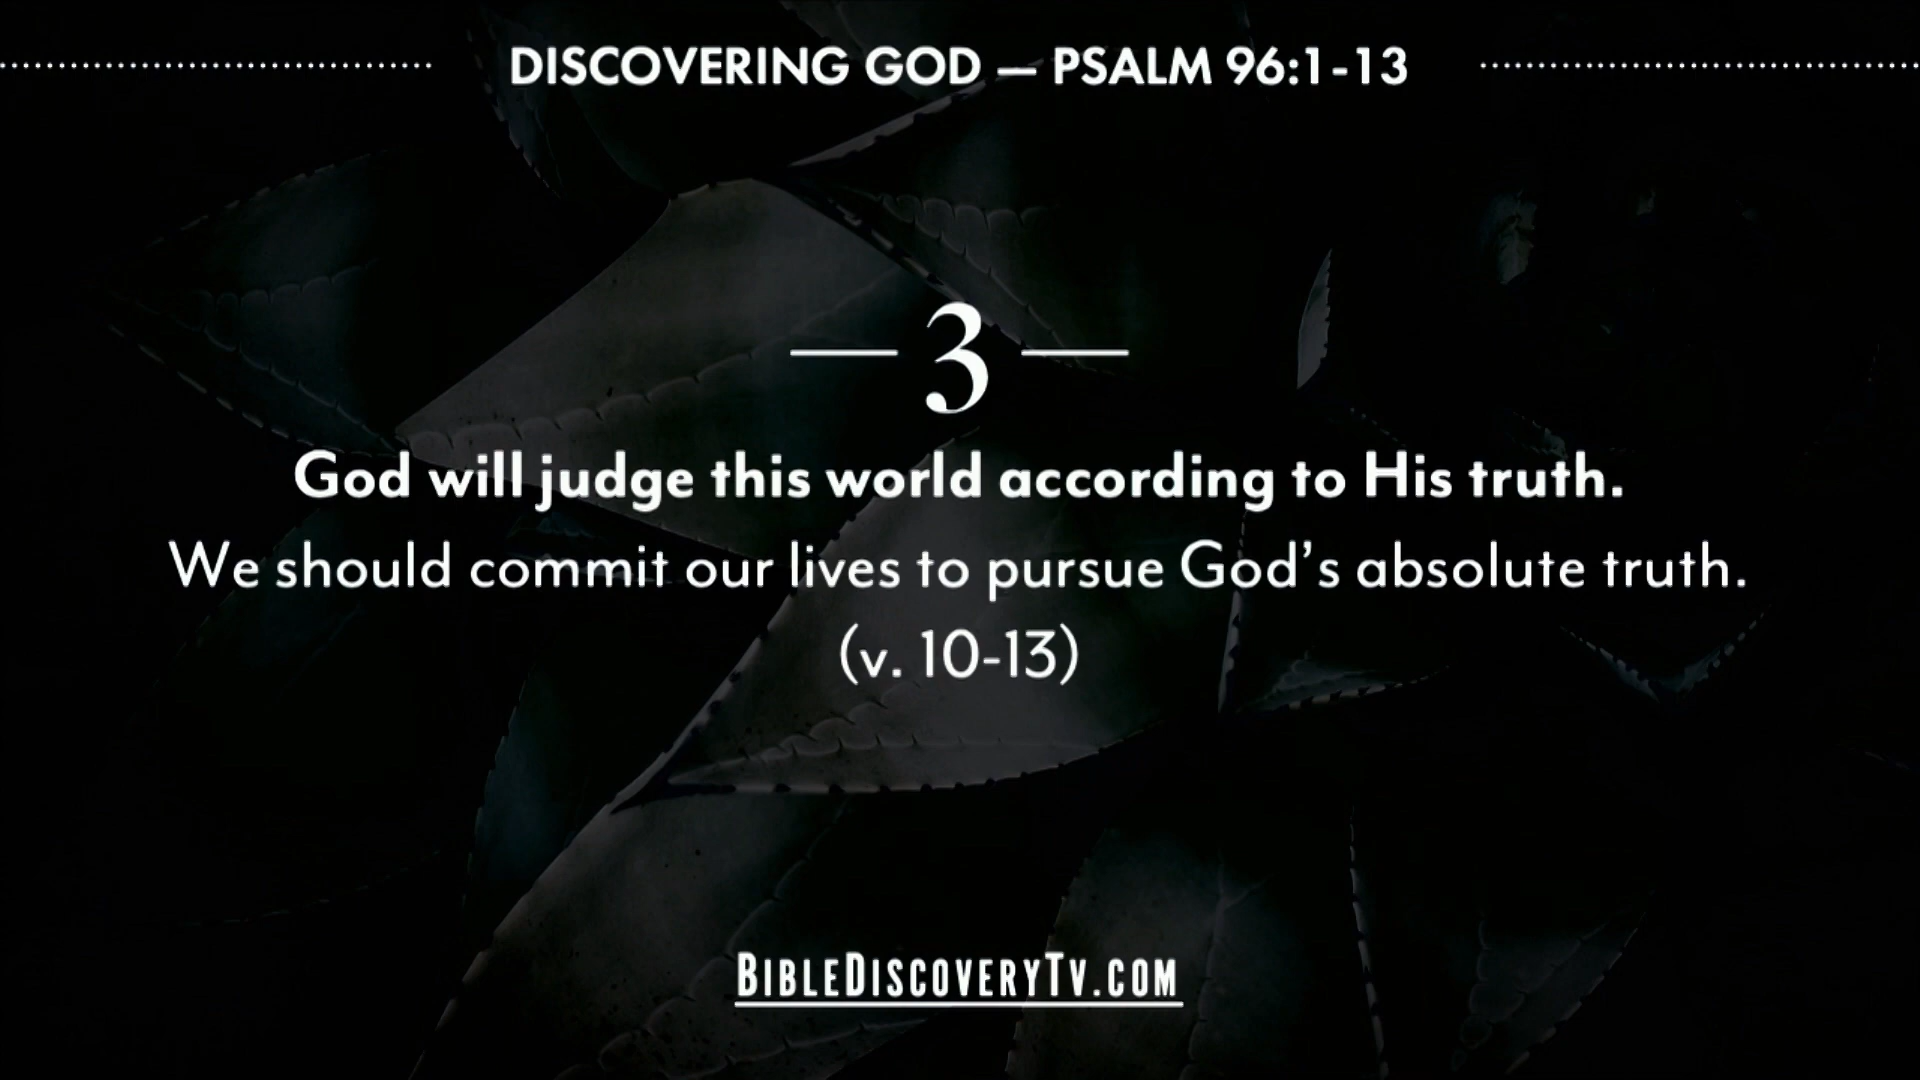 DISCOVERING GOD — PSALM 96:1-13
3
God will judge this world according to His truth.
We should commit our lives to pursue God's absolute truth.
(v. 10-13)
BIBLEDISCOVERYTV.COM